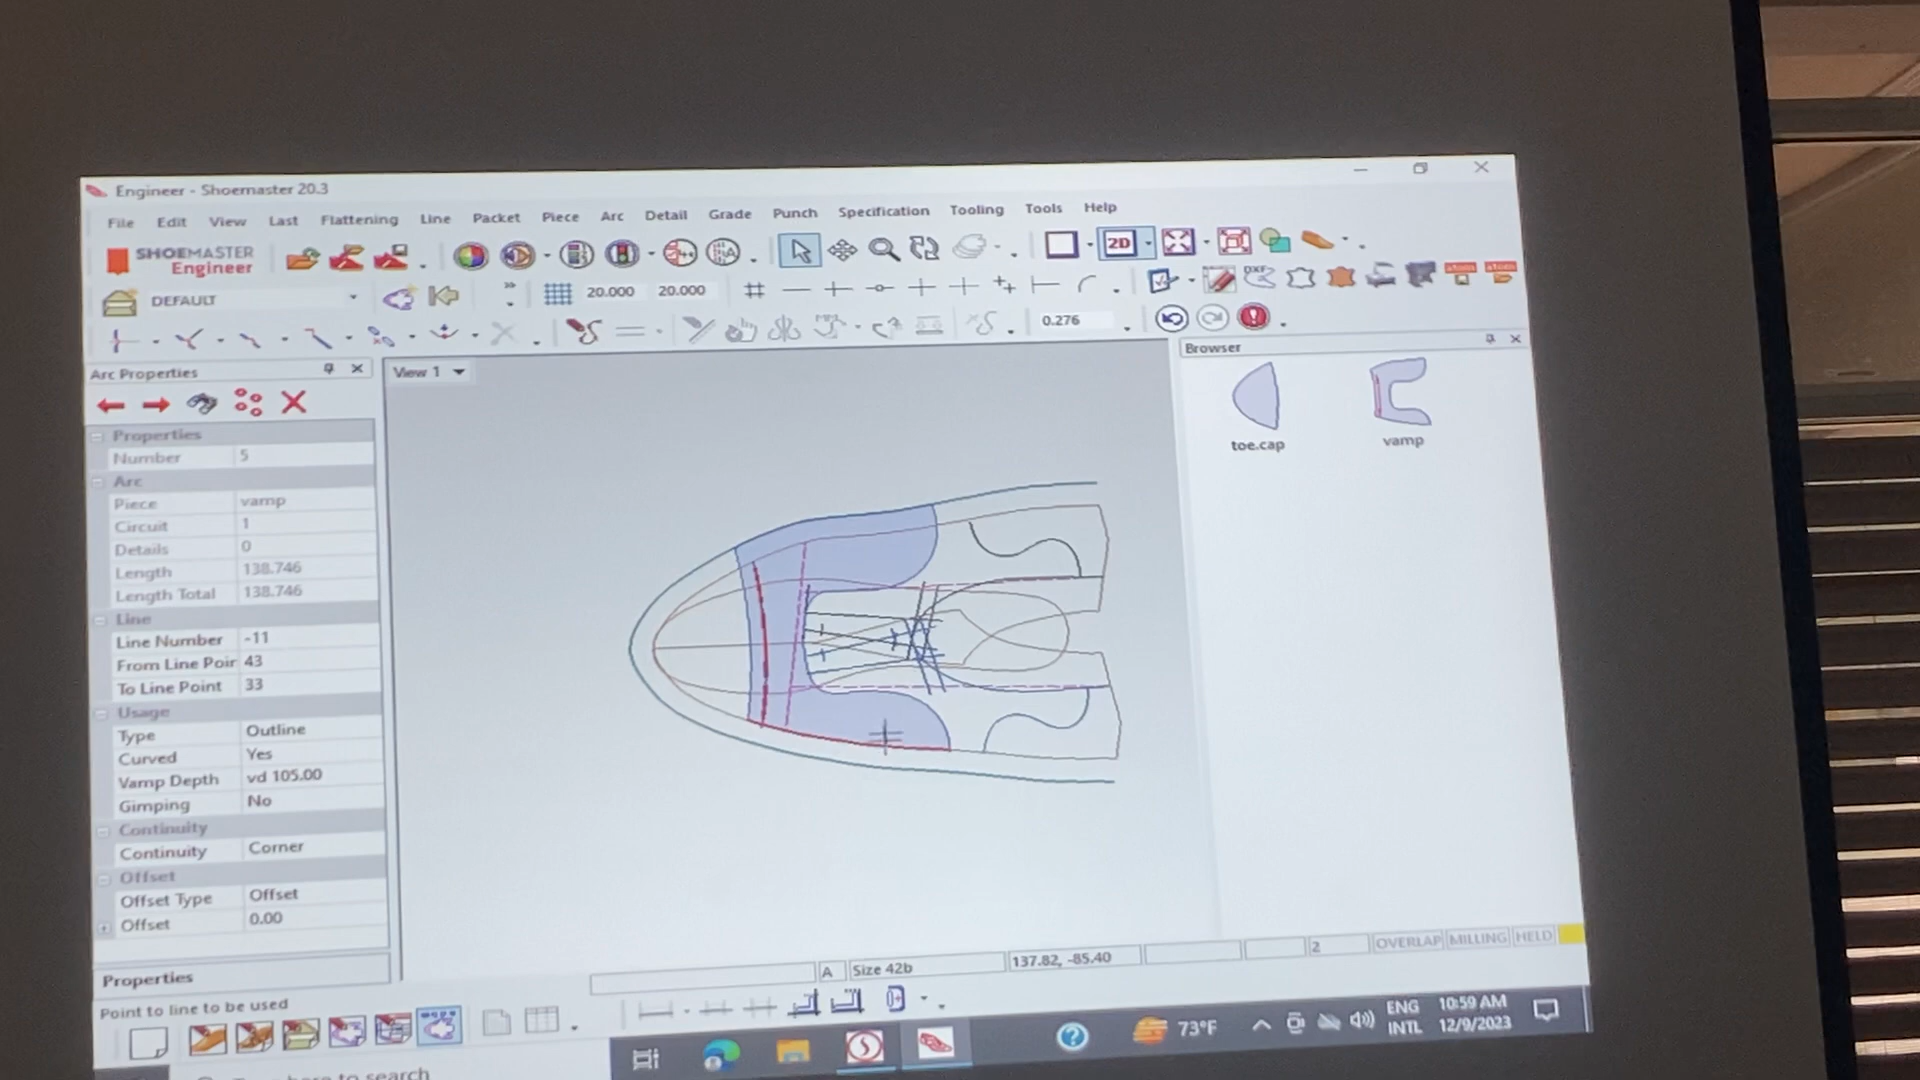 Engineer - Shoemaster 20.3
File Edit View Last Flattening Line Packet Piece Arc Detail Grade Punch Specification Tooling Tools Help
SHOEMASTER
Engineer
2D
DEFAULT
20.000 20.000
DXF
0.276
Arc Properties
View 1
Browser
toe.cap
vamp
Properties
Number 5
Arc
Piece vamp
Circuit 1
Details 0
Length 138.746
Length Total 138.746
Line
Line Number -11
From Line Poir 43
To Line Point 33
Usage
Type Outline
Curved Yes
Vamp Depth vd 105.00
Gimping No
Continuity
Continuity Corner
Offset
Offset Type Offset
Offset 0.00
Properties
A Size 42b 137.82, -85.40 2 OVERLAP MILLING HELD
Point to line to be used
73°F ENG INTL 10:59 AM 12/9/2023
here to search